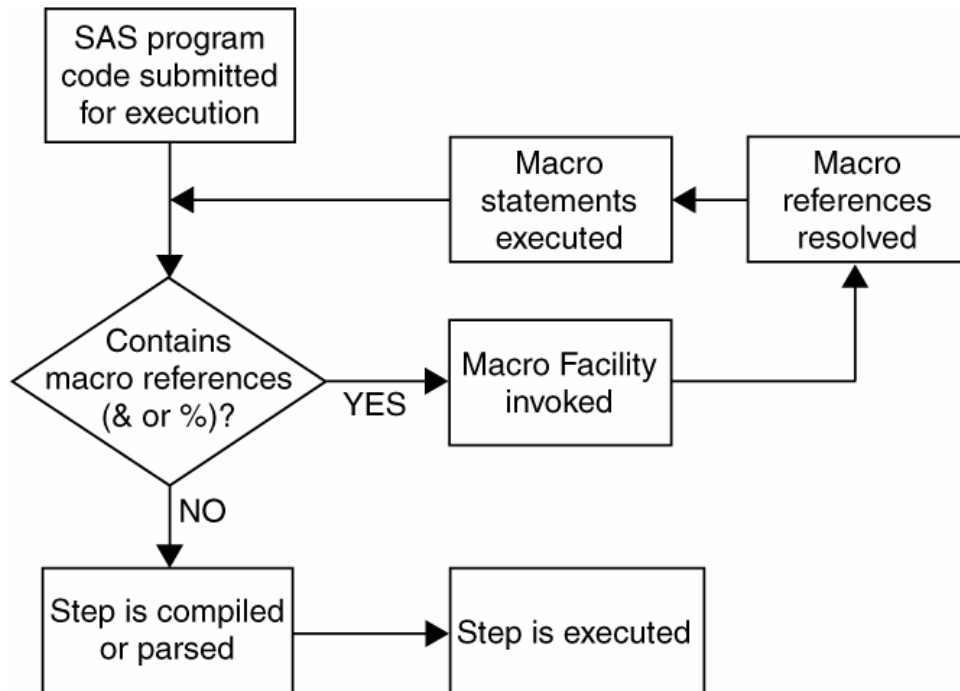 SAS program
code submitted
for execution
Macro
statements
executed
Macro
references
resolved
Contains
macro references
(& or %)?
YES
Macro Facility
invoked
NO
Step is compiled
or parsed
Step is executed